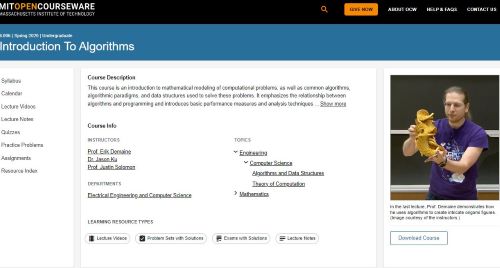 MITOPENCOURSEWARE
MASSACHUSETTS INSTITUTE OF TECHNOLOGY
GIVE NOW
ABOUT OCW
HELP & FAQS
CONTACT US
6.006 | Spring 2020 | Undergraduate
Introduction To Algorithms
Syllabus
Calendar
Lecture Videos
Lecture Notes
Quizzes
Practice Problems
Assignments
Resource Index
Course Description
This course is an introduction to mathematical modeling of computational problems, as well as common algorithms,
algorithmic paradigms, and data structures used to solve these problems. It emphasizes the relationship between
algorithms and programming and introduces basic performance measures and analysis techniques ... Show more
Course Info
INSTRUCTORS
Prof. Erik Demaine
Dr. Jason Ku
Prof. Justin Solomon
DEPARTMENTS
Electrical Engineering and Computer Science
TOPICS
Engineering
Computer Science
Algorithms and Data Structures
Theory of Computation
Mathematics
LEARNING RESOURCE TYPES
Lecture Videos
Problem Sets with Solutions
Exams with Solutions
Lecture Notes
In the last lecture, Prof. Demaine demonstrates how
he uses algorithms to create intricate origami figures.
(Image courtesy of the instructors.)
Download Course